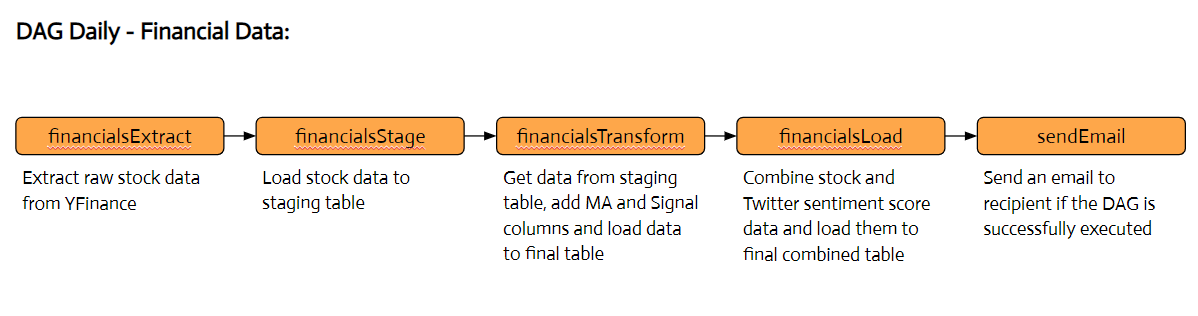 DAG Daily - Financial Data:
financialsExtract
financialsStage
financialsTransform
financialsLoad
sendEmail
Extract raw stock data
from YFinance
Load stock data to
staging table
Get data from staging
table, add MA and Signal
columns and load data
to final table
Combine stock and
Twitter sentiment score
data and load them to
final combined table
Send an email to
recipient if the DAG is
successfully executed